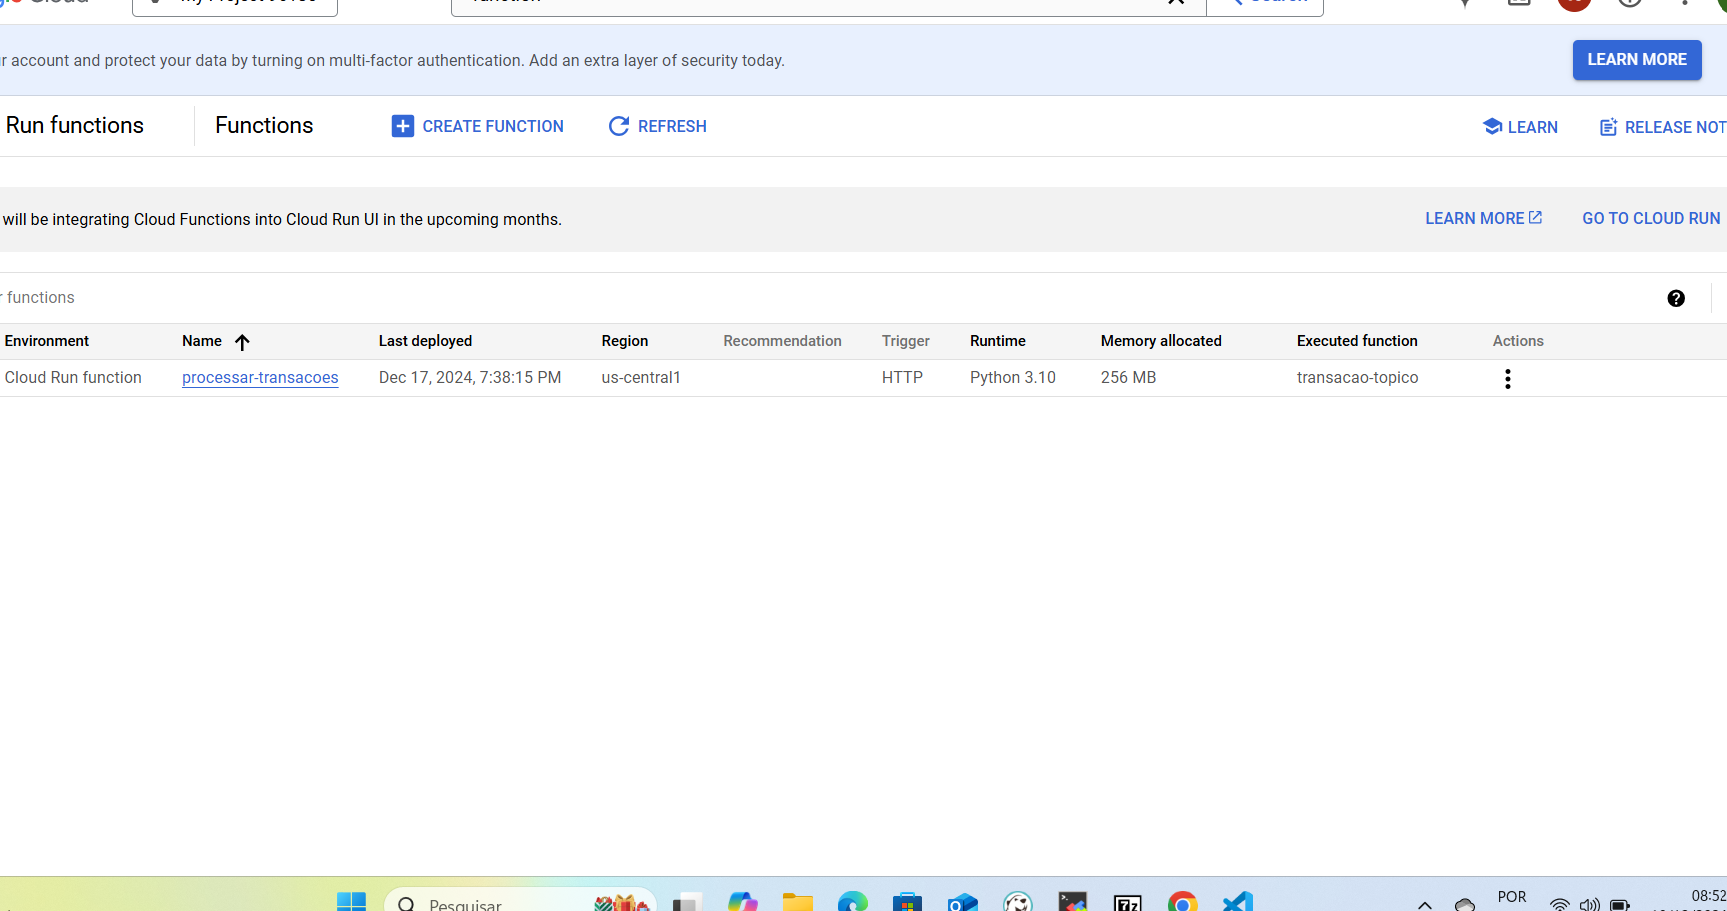 account and protect your data by turning on multi-factor authentication. Add an extra layer of security today.
LEARN MORE
Run functions
Functions
CREATE FUNCTION
REFRESH
LEARN
RELEASE NOT
will be integrating Cloud Functions into Cloud Run UI in the upcoming months.
LEARN MORE
GO TO CLOUD RUN
functions
Environment Name Last deployed Region Recommendation Trigger Runtime Memory allocated Executed function Actions
Cloud Run function processar-transacoes Dec 17, 2024, 7:38:15 PM us-central1 HTTP Python 3.10 256 MB transacao-topico
Pesquisar
POR
08:52